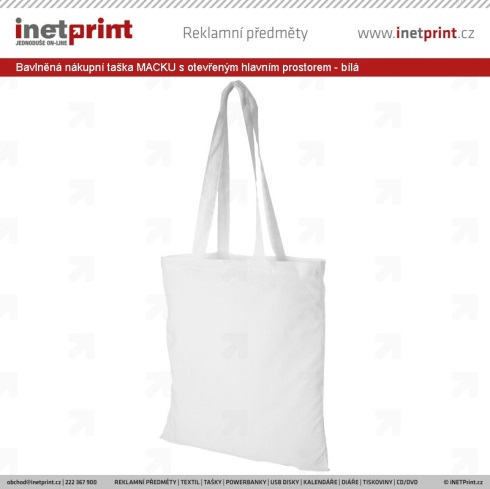 inetprint
JEDNODUŠE ON-LINE
Reklamní předměty
www.inetprint.cz
Bavlněná nákupní taška MACKU s otevřeným hlavním prostorem - bílá
obchod@inetprint.cz | 222 367 900
REKLAMNÍ PŘEDMĚTY | TEXTIL | TAŠKY | POWERBANKY | USB DISKY | KALENDÁŘE | DIÁŘE | TISKOVINY | CD/DVD
© iNETPrint.cz